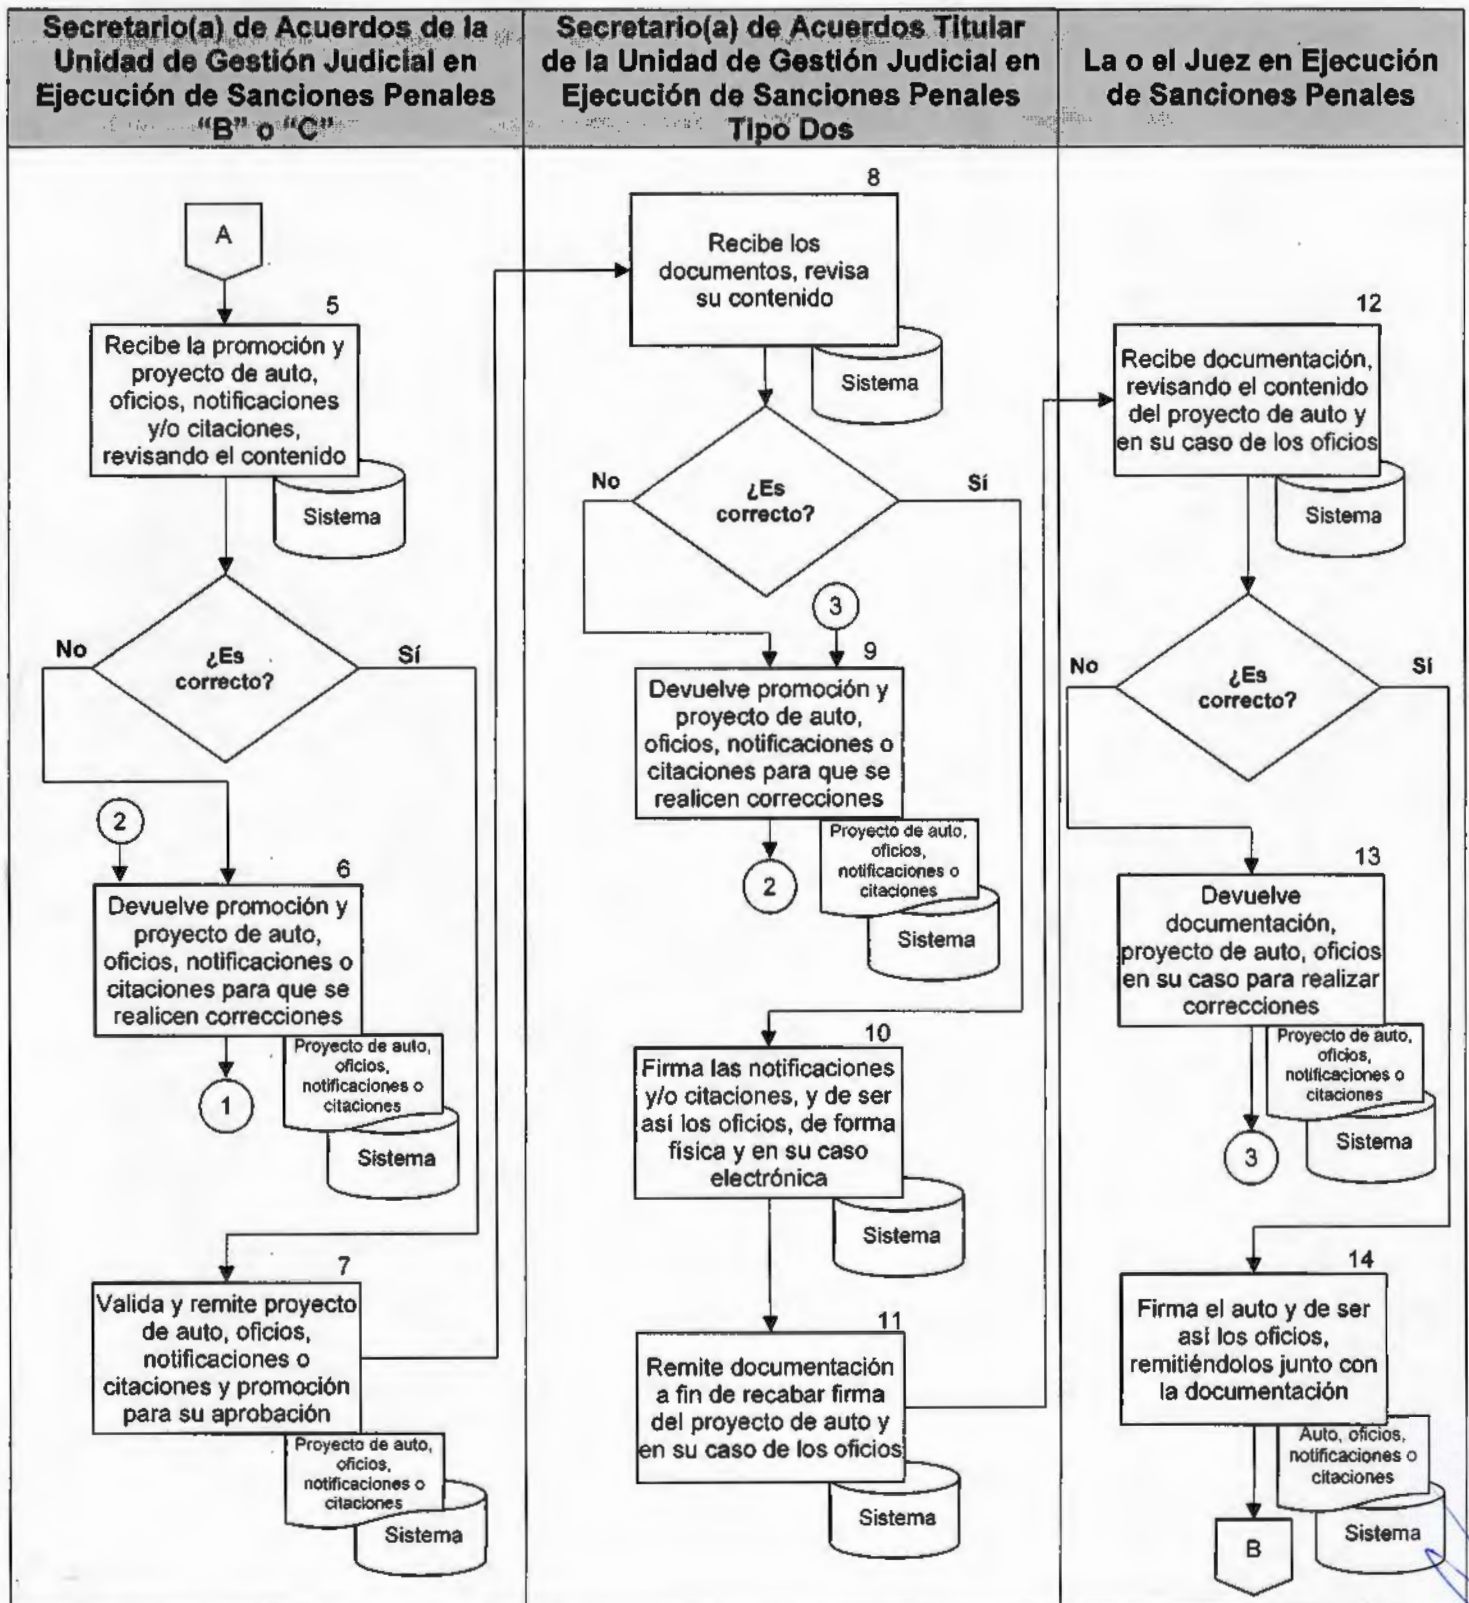 Secretario(a) de Acuerdos de la
Unidad de Gestión Judicial en
Ejecución de Sanciones Penales
“B” o “C”
Secretario(a) de Acuerdos Titular
de la Unidad de Gestión Judicial en
Ejecución de Sanciones Penales
Tipo Dos
La o el Juez en Ejecución
de Sanciones Penales
A
5
Recibe la promoción y
proyecto de auto,
oficios, notificaciones
y/o citaciones,
revisando el contenido
Sistema
No
¿Es
correcto?
Sí
2
6
Devuelve promoción y
proyecto de auto,
oficios, notificaciones o
citaciones para que se
realicen correcciones
Proyecto de auto,
oficios,
notificaciones o
citaciones
Sistema
1
7
Valida y remite proyecto
de auto, oficios,
notificaciones o
citaciones y promoción
para su aprobación
Proyecto de auto,
oficios,
notificaciones o
citaciones
Sistema
8
Recibe los
documentos, revisa
su contenido
Sistema
No
¿Es
correcto?
Sí
3
9
Devuelve promoción y
proyecto de auto,
oficios, notificaciones o
citaciones para que se
realicen correcciones
Proyecto de auto,
oficios,
notificaciones o
citaciones
Sistema
2
10
Firma las notificaciones
y/o citaciones, y de ser
así los oficios, de forma
física y en su caso
electrónica
Sistema
11
Remite documentación
a fin de recabar firma
del proyecto de auto y
en su caso de los oficios
Sistema
12
Recibe documentación,
revisando el contenido
del proyecto de auto y
en su caso de los oficios
Sistema
No
¿Es
correcto?
Sí
13
Devuelve
documentación,
proyecto de auto, oficios
en su caso para realizar
correcciones
Proyecto de auto,
oficios,
notificaciones o
citaciones
Sistema
3
14
Firma el auto y de ser
así los oficios,
remitiéndolos junto con
la documentación
Auto, oficios,
notificaciones o
citaciones
Sistema
B